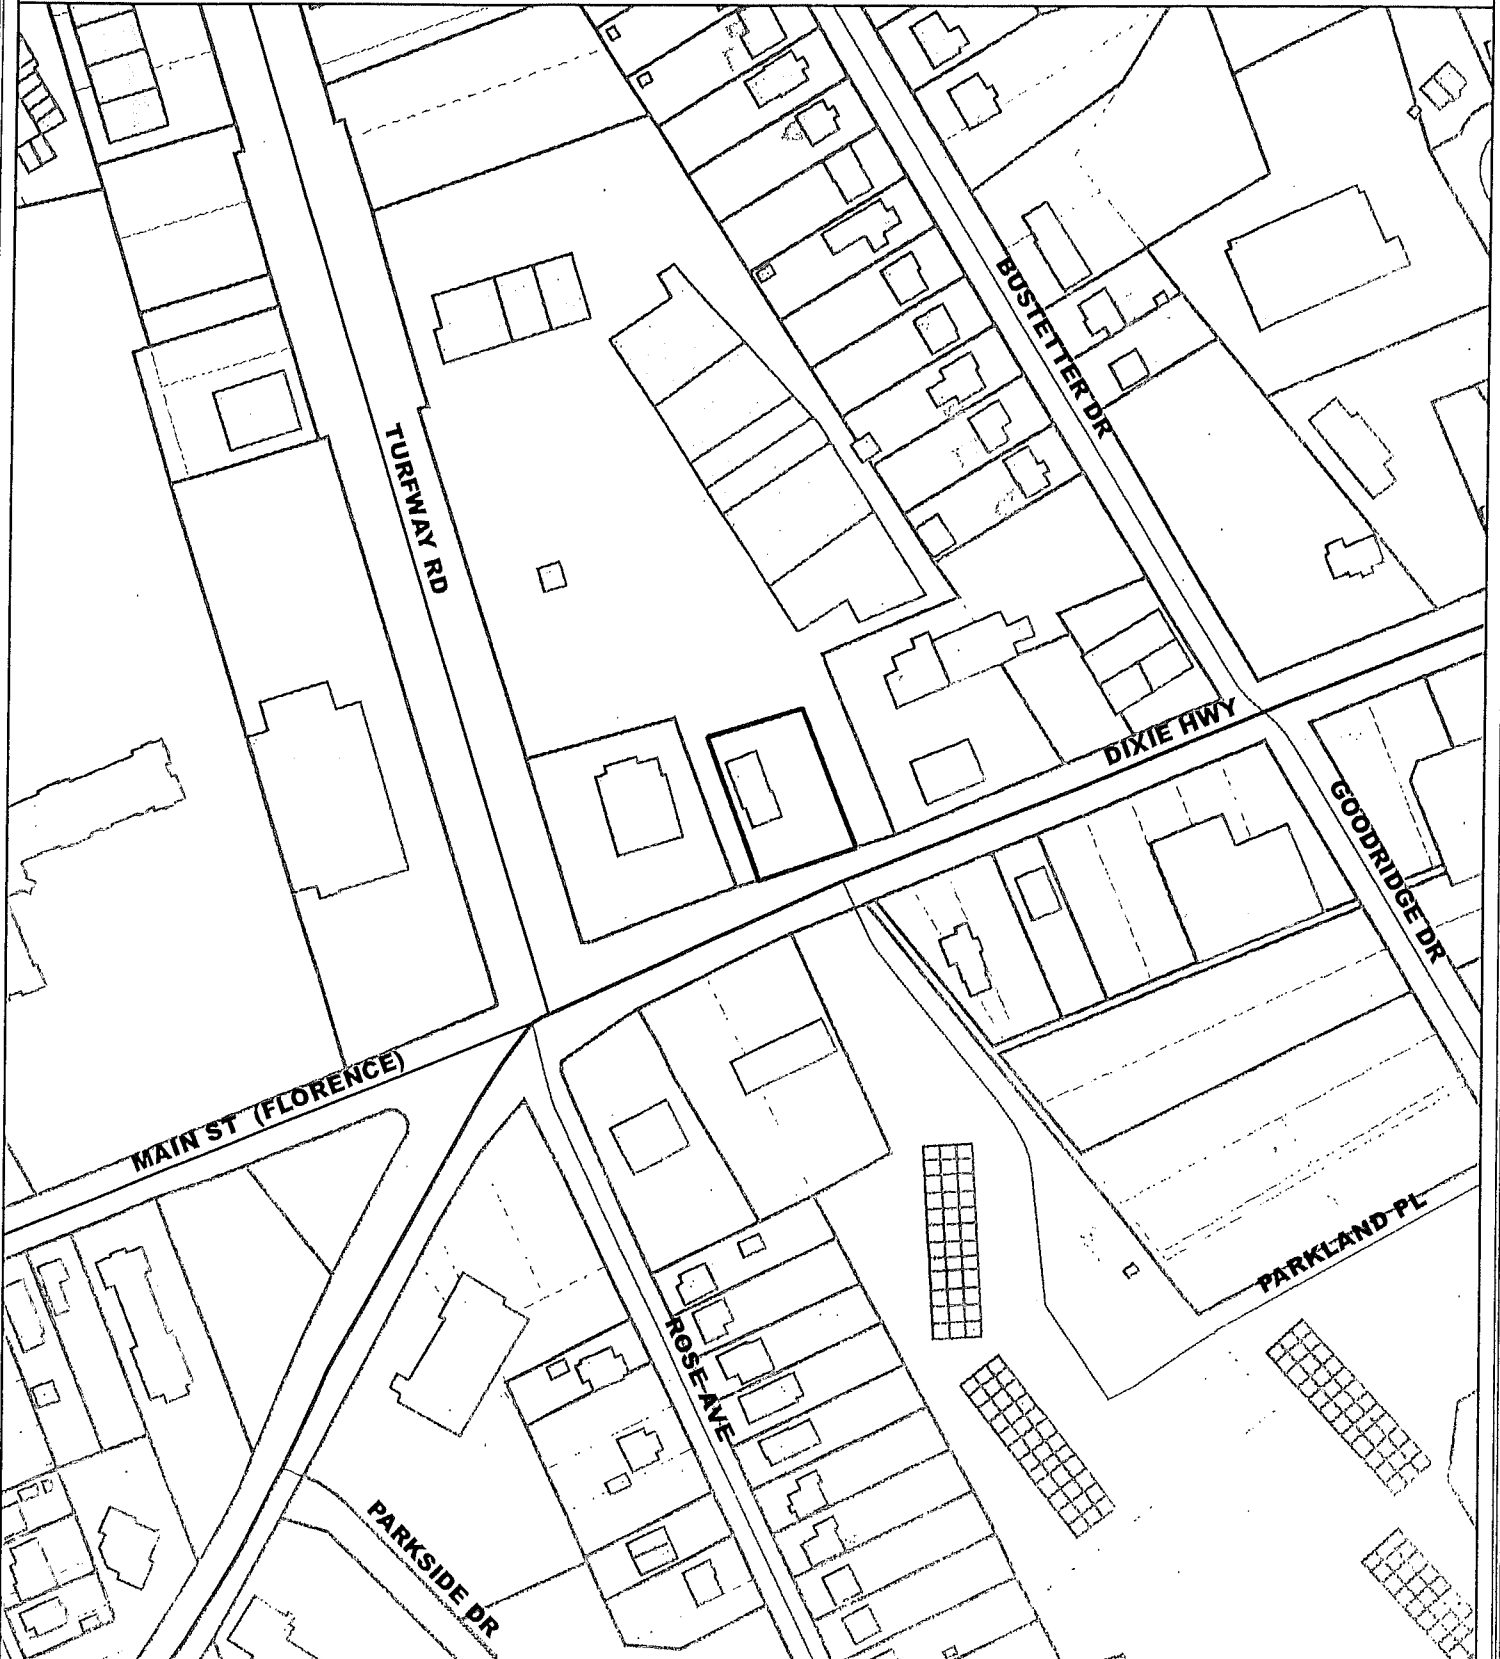 BUSTETTER DR
TURFWAY RD
DIXIE HWY
GOODRIDGE DR
MAIN ST (FLORENCE)
PARKLAND PL
ROSE AVE
PARKSIDE DR